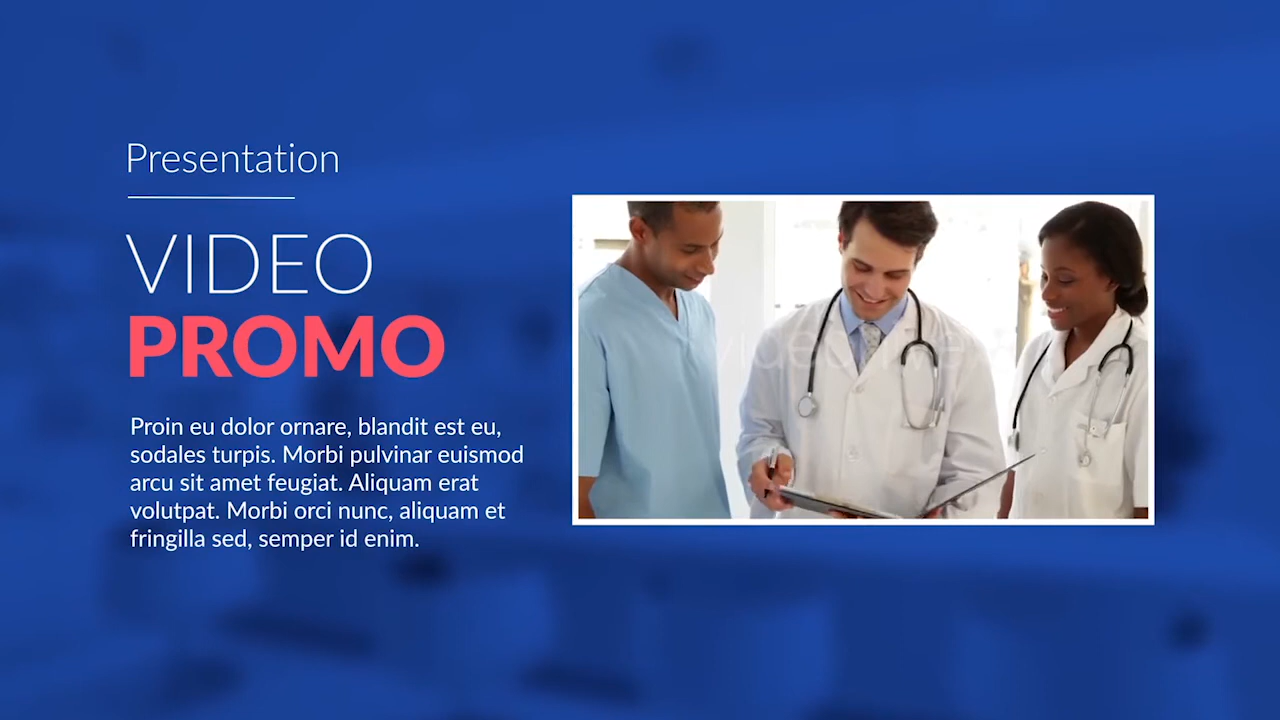 Presentation
VIDEO
PROMO
Proin eu dolor ornare, blandit est eu,
sodales turpis. Morbi pulvinar euismod
arcu sit amet feugiat. Aliquam erat
volutpat. Morbi orci nunc, aliquam et
fringilla sed, semper id enim.